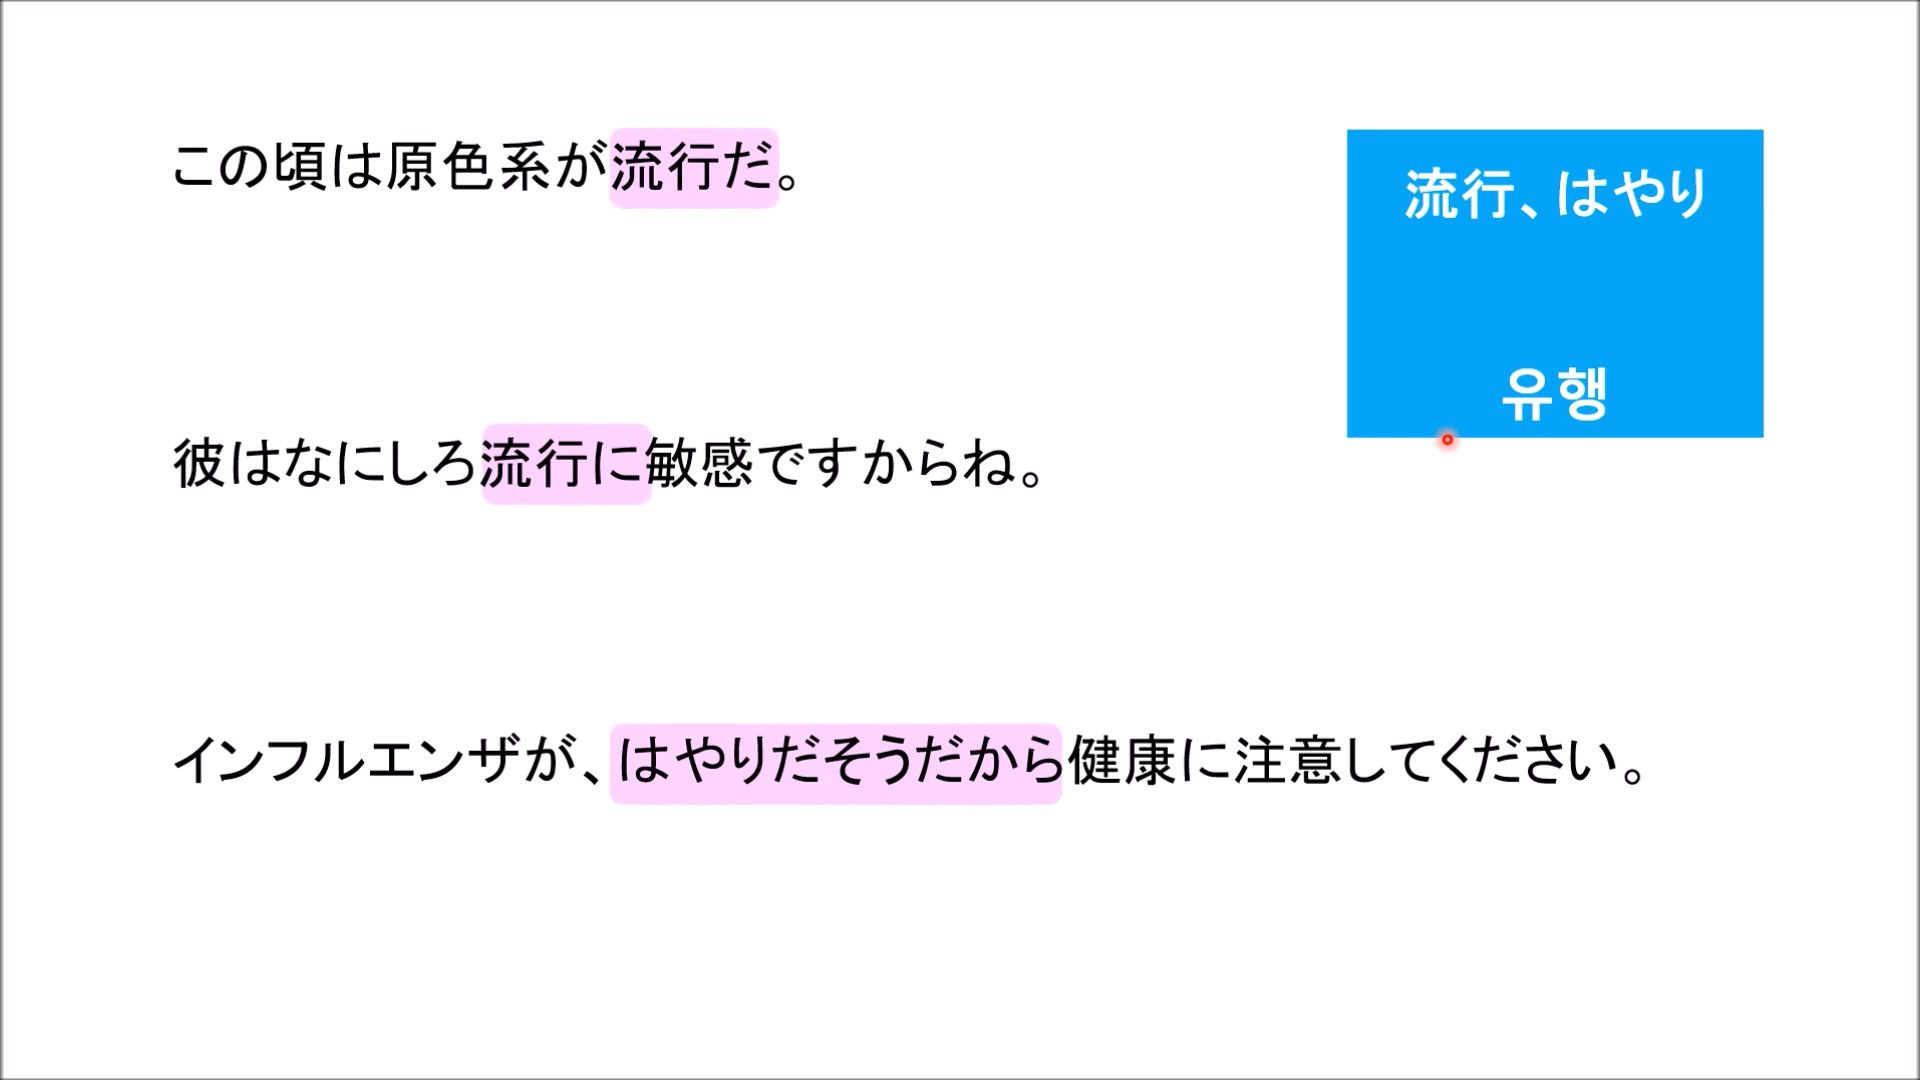 この頃は原色系が流行だ。
流行、はやり
유행
彼はなにしろ流行に敏感ですからね。
インフルエンザが、はやりだそうだから健康に注意してください。